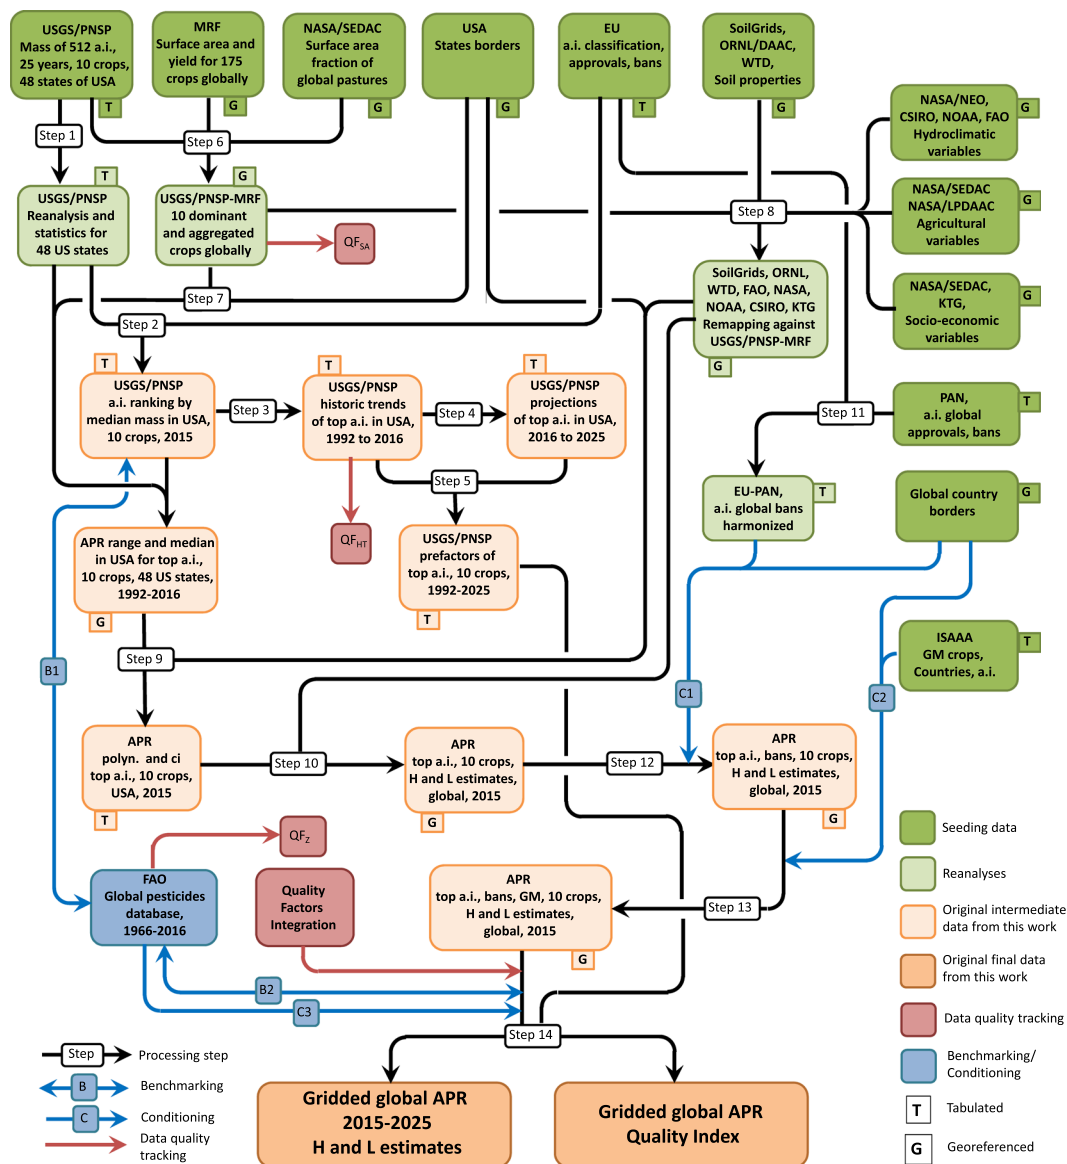 USGS/PNSP
Mass of 512 a.i.,
25 years, 10 crops,
48 states of USA
T
MRF
Surface area and
yield for 175
crops globally
G
NASA/SEDAC
Surface area
fraction of
global pastures
G
USA
States borders
G
EU
a.i. classification,
approvals, bans
T
SoilGrids,
ORNL/DAAC,
WTD,
Soil properties
G
NASA/NEO,
CSIRO, NOAA, FAO
Hydroclimatic
variables
G
Step 1
Step 6
T
USGS/PNSP
Reanalysis and
statistics for
48 US states
G
USGS/PNSP-MRF
10 dominant
and aggregated
crops globally
QFSA
Step 8
NASA/SEDAC
NASA/LPDAAC
Agricultural
variables
G
SoilGrids, ORNL,
WTD, FAO, NASA,
NOAA, CSIRO, KTG
Remapping against
USGS/PNSP-MRF
G
NASA/SEDAC,
KTG,
Socio-economic
variables
G
Step 7
Step 2
T
USGS/PNSP
a.i. ranking by
median mass in USA,
10 crops, 2015
Step 3
T
USGS/PNSP
historic trends
of top a.i. in USA,
1992 to 2016
Step 4
T
USGS/PNSP
projections
of top a.i. in USA,
2016 to 2025
Step 11
PAN,
a.i. global
approvals, bans
T
Step 5
EU-PAN,
a.i. global bans
harmonized
T
Global country
borders
G
APR range and median
in USA for top a.i.,
10 crops, 48 US states,
1992-2016
G
QFHT
USGS/PNSP
prefactors of
top a.i., 10 crops,
1992-2025
T
ISAAA
GM crops,
Countries, a.i.
T
Step 9
B1
C1
C2
APR
polyn. and ci
top a.i., 10 crops,
USA, 2015
T
Step 10
APR
top a.i., 10 crops,
H and L estimates,
global, 2015
G
Step 12
APR
top a.i., bans, 10 crops,
H and L estimates,
global, 2015
G
QFZ
FAO
Global pesticides
database,
1966-2016
Quality
Factors
Integration
APR
top a.i., bans, GM, 10 crops,
H and L estimates,
global, 2015
G
Step 13
B2
C3
Step 14
Gridded global APR
2015-2025
H and L estimates
Gridded global APR
Quality Index
Step
Processing step
B
Benchmarking
C
Conditioning
Data quality
tracking
Seeding data
Reanalyses
Original intermediate
data from this work
Original final data
from this work
Data quality tracking
Benchmarking/
Conditioning
T
Tabulated
G
Georeferenced